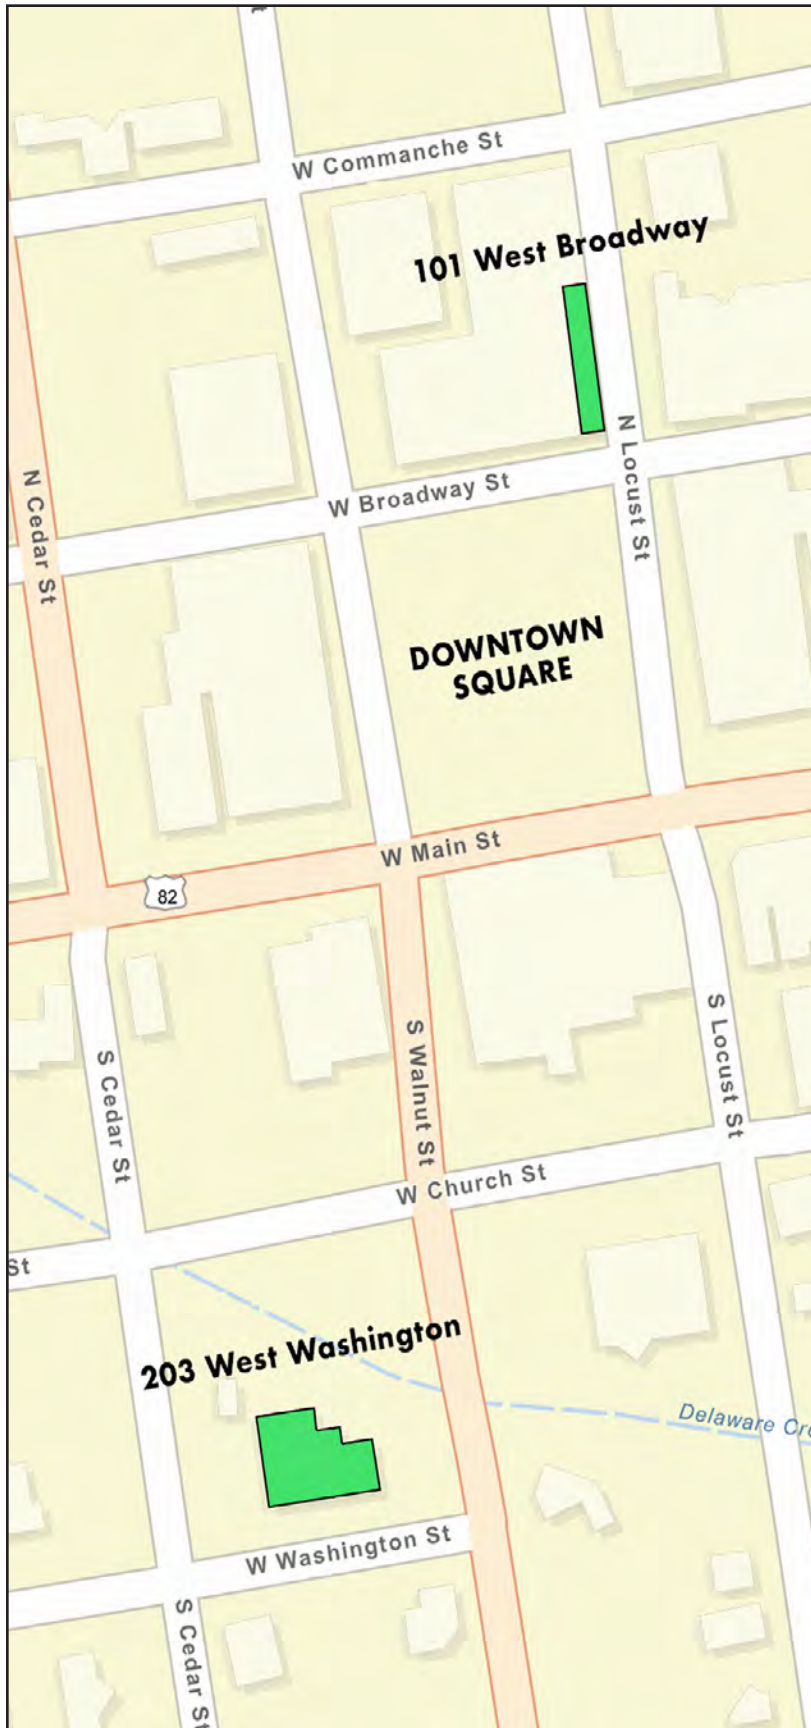 W Commanche St
101 West Broadway
N Locust St
N Cedar St
W Broadway St
DOWNTOWN
SQUARE
W Main St
82
S Walnut St
S Locust St
S Cedar St
W Church St
St
203 West Washington
Delaware Cr
W Washington St
S Cedar St